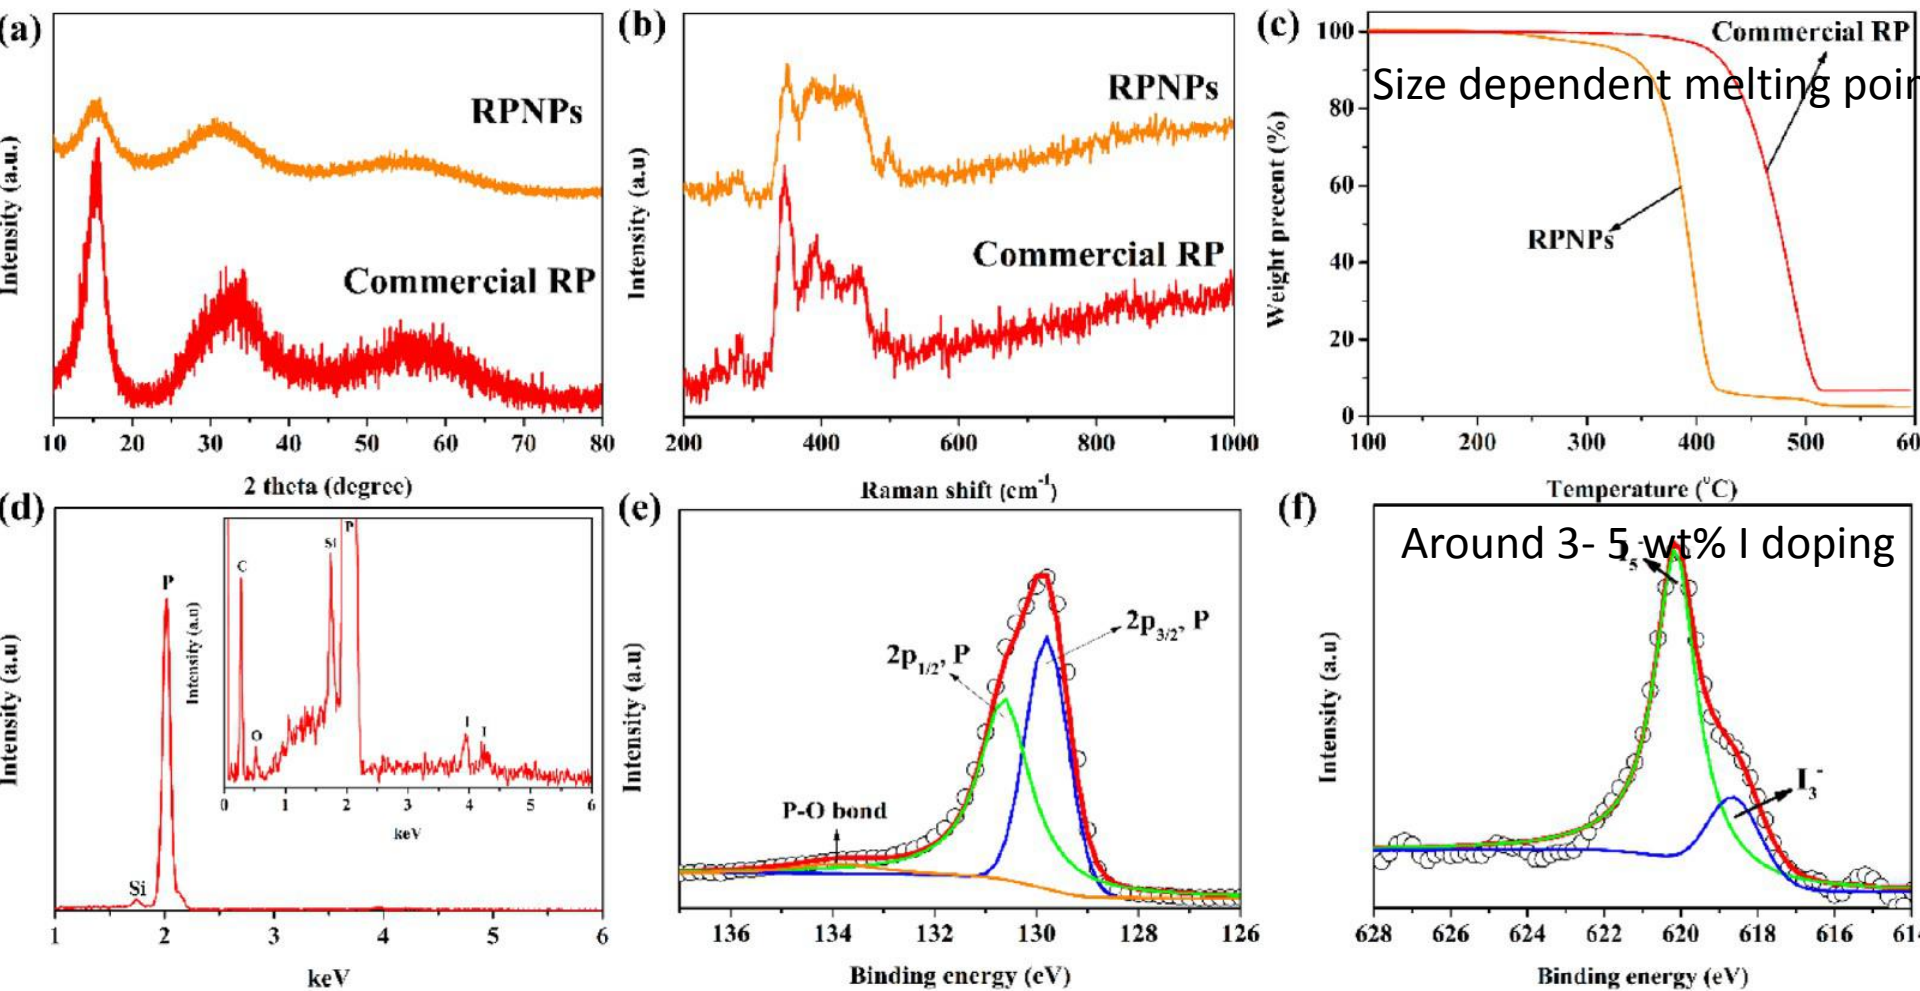 (a)
RPNPs
Commercial RP
Intensity (a.u.)
10 20 30 40 50 60 70 80
2 theta (degree)
(b)
RPNPs
Commercial RP
Intensity (a.u)
200 400 600 800 1000
Raman shift (cm⁻¹)
(c)
Commercial RP
Size dependent melting poin
RPNPs
Weight precent (%)
100
80
60
40
20
0
100 200 300 400 500 60
Temperature (°C)
(d)
P
Si
Intensity (a.u)
C
O
Si
P
I
I
Intensity (a.u)
0 1 2 3 4 5 6
keV
1 2 3 4 5 6
keV
(e)
2p3/2, P
2p1/2, P
P-O bond
Intensity (a.u)
136 134 132 130 128 126
Binding energy (eV)
(f)
Around 3- 5 wt% I doping
I5-
I3-
Intensity (a.u)
628 626 624 622 620 618 616 614
Binding energy (eV)